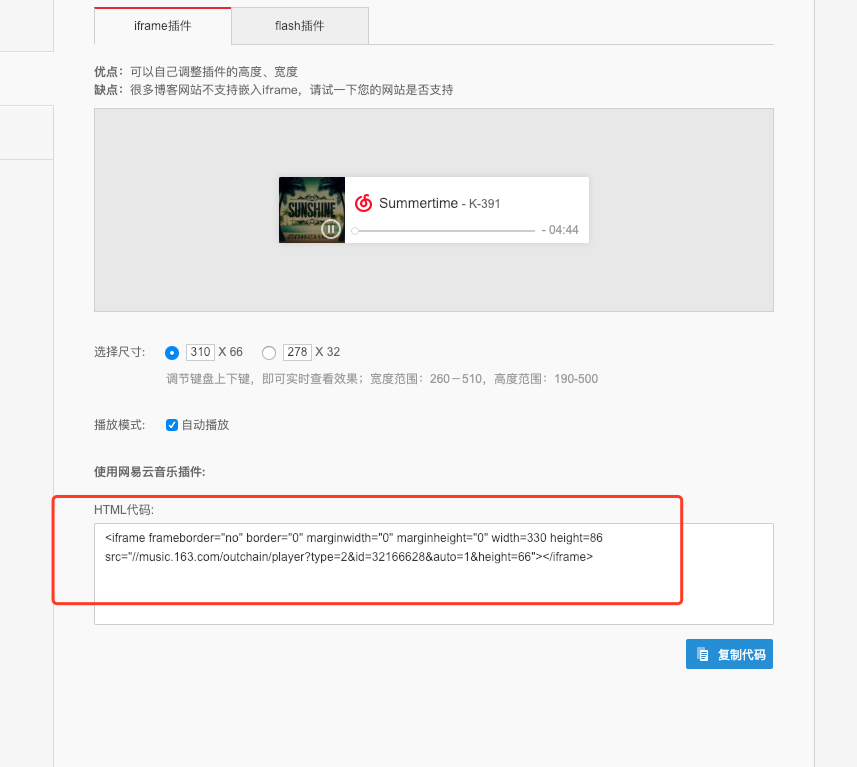 iframe插件
flash插件
优点：可以自己调整插件的高度、宽度
缺点：很多博客网站不支持嵌入iframe，请试一下您的网站是否支持
SUNSHINE
Summertime - K-391
- 04:44
选择尺寸: 310 X 66 278 X 32
调节键盘上下键，即可实时查看效果；宽度范围：260－510，高度范围：190-500
播放模式: 自动播放
使用网易云音乐插件:
HTML代码:
<iframe frameborder="no" border="0" marginwidth="0" marginheight="0" width=330 height=86
src="//music.163.com/outchain/player?type=2&id=32166628&auto=1&height=66"></iframe>
复制代码